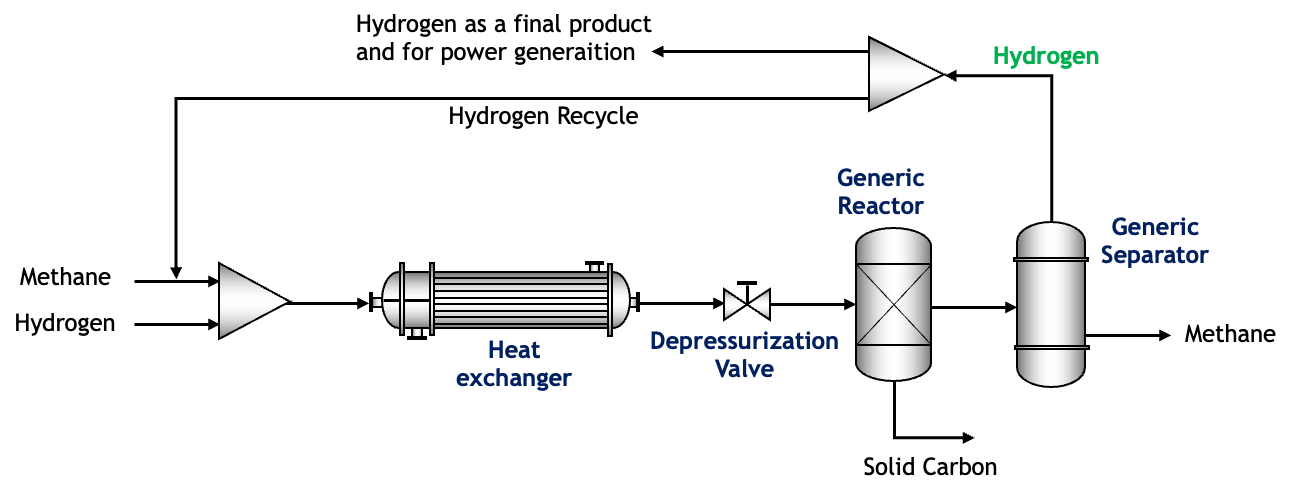 Hydrogen as a final product
and for power generaition
Hydrogen
Hydrogen Recycle
Generic
Reactor
Generic
Separator
Methane
Hydrogen
Heat
exchanger
Depressurization
Valve
Methane
Solid Carbon